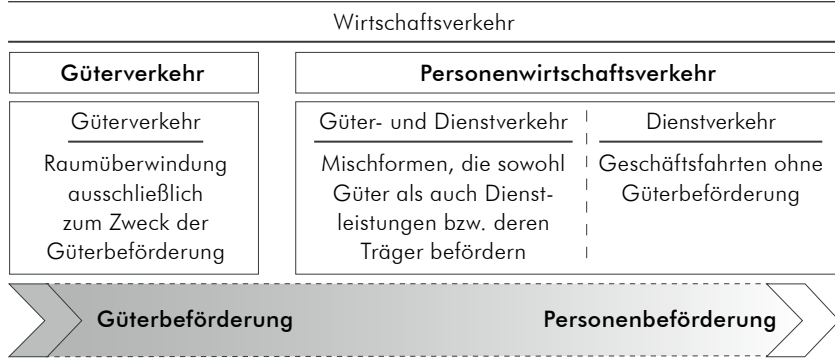 Wirtschaftsverkehr
Güterverkehr
Personenwirtschaftsverkehr
Güterverkehr
Raumüberwindung
ausschließlich
zum Zweck der
Güterbeförderung
Güter- und Dienstverkehr
Mischformen, die sowohl
Güter als auch Dienst-
leistungen bzw. deren
Träger befördern
Dienstverkehr
Geschäftsfahrten ohne
Güterbeförderung
Güterbeförderung
Personenbeförderung